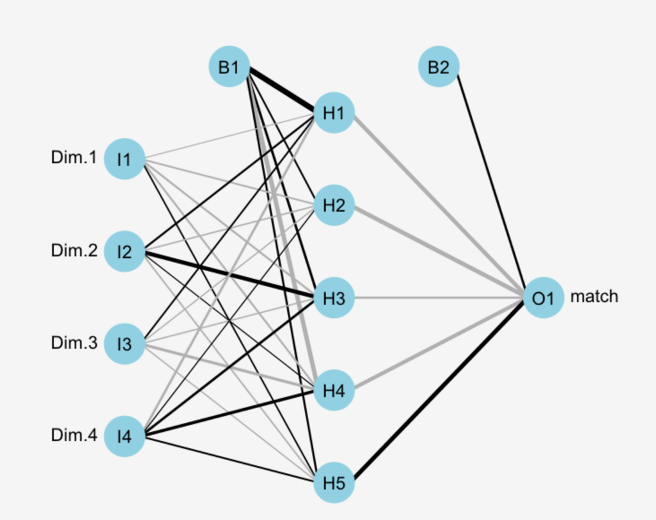 B1
B2
H1
Dim.1 I1
H2
Dim.2 I2
H3
O1 match
Dim.3 I3
H4
Dim.4 I4
H5